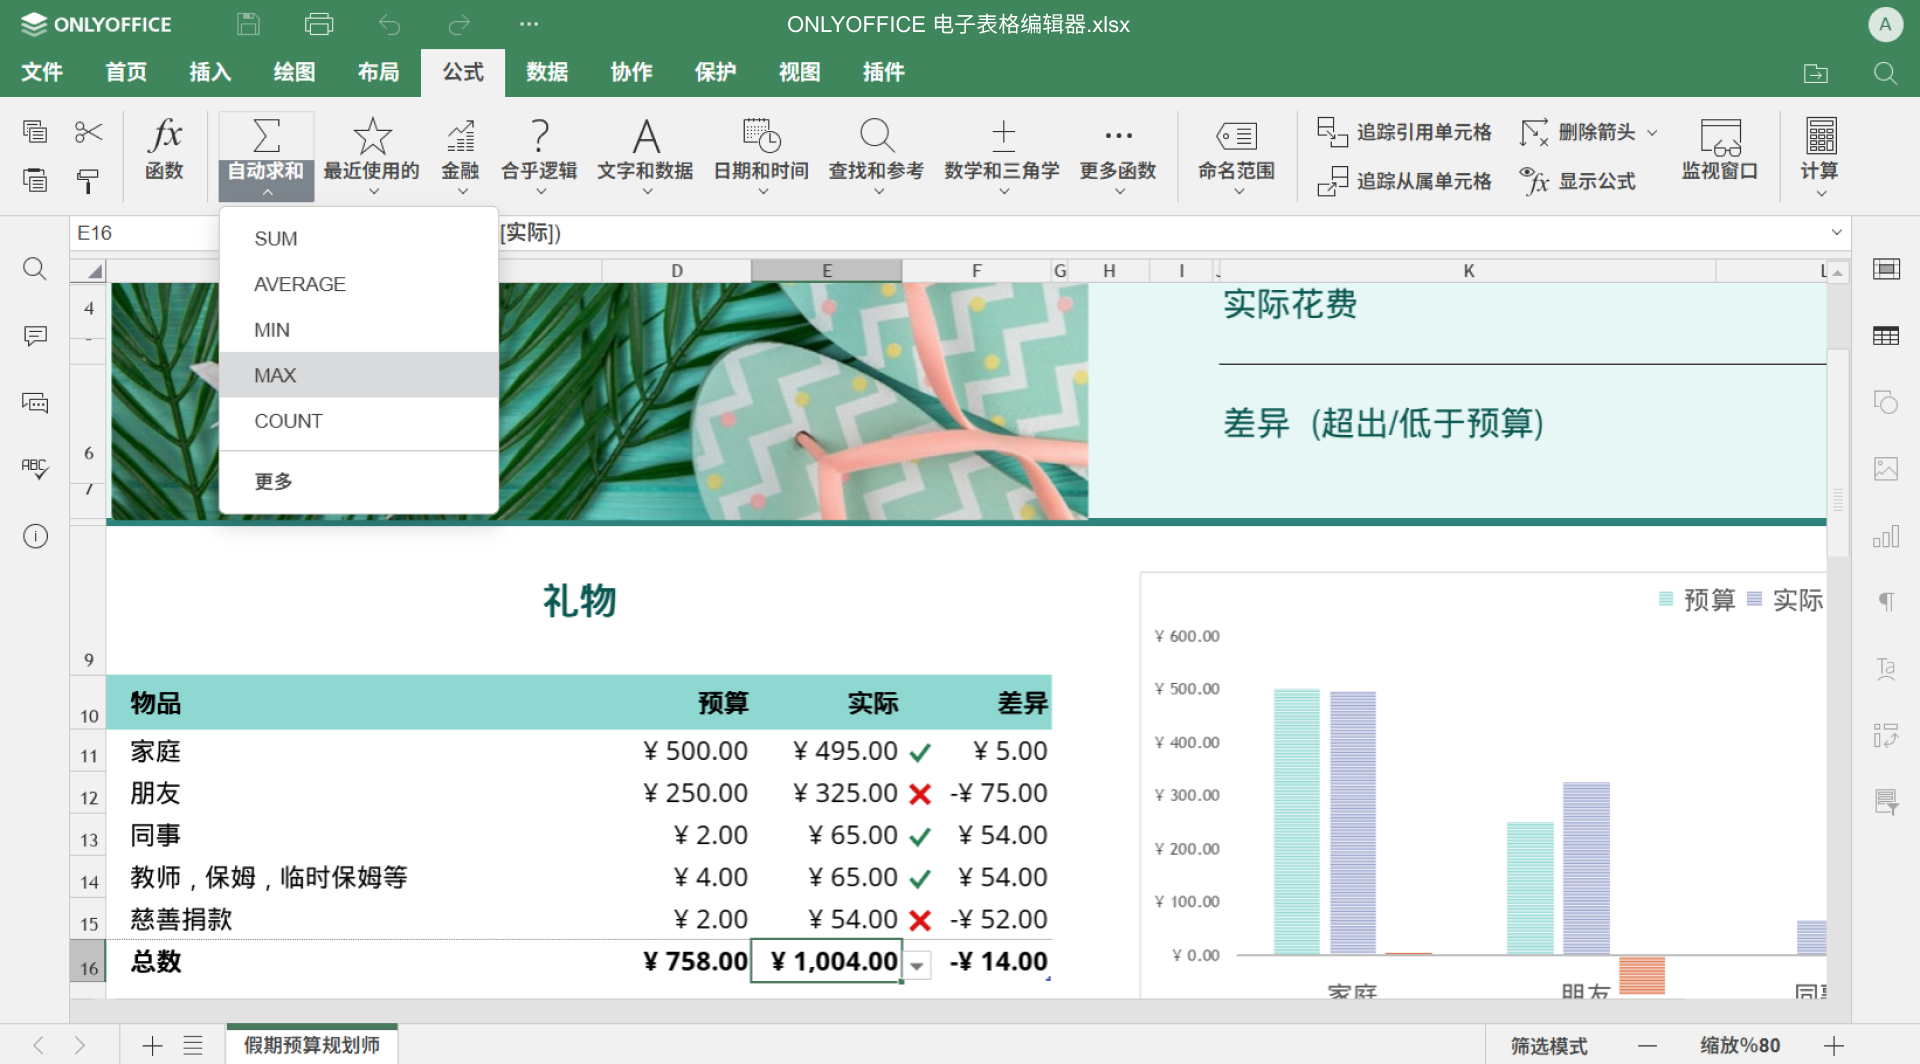 ONLYOFFICE
ONLYOFFICE 电子表格编辑器.xlsx
A
文件 首页 插入 绘图 布局 公式 数据 协作 保护 视图 插件
函数
自动求和
最近使用的
金融
合乎逻辑
文字和数据
日期和时间
查找和参考
数学和三角学
更多函数
命名范围
追踪引用单元格
追踪从属单元格
删除箭头
显示公式
监视窗口
计算
E16
[实际])
SUM
AVERAGE
MIN
MAX
COUNT
更多
D E F G H I K L
4
6
7
实际花费
差异 (超出/低于预算)
礼物
9
10 物品 预算 实际 差异
11 家庭 ¥ 500.00 ¥ 495.00 ¥ 5.00
12 朋友 ¥ 250.00 ¥ 325.00 -¥ 75.00
13 同事 ¥ 2.00 ¥ 65.00 ¥ 54.00
14 教师 , 保姆 , 临时保姆等 ¥ 4.00 ¥ 65.00 ¥ 54.00
15 慈善捐款 ¥ 2.00 ¥ 54.00 -¥ 52.00
16 总数 ¥ 758.00 ¥ 1,004.00 -¥ 14.00
预算 实际
¥ 600.00
¥ 500.00
¥ 400.00
¥ 300.00
¥ 200.00
¥ 100.00
¥ 0.00
家庭 朋友 同事
假期预算规划师
筛选模式
缩放%80